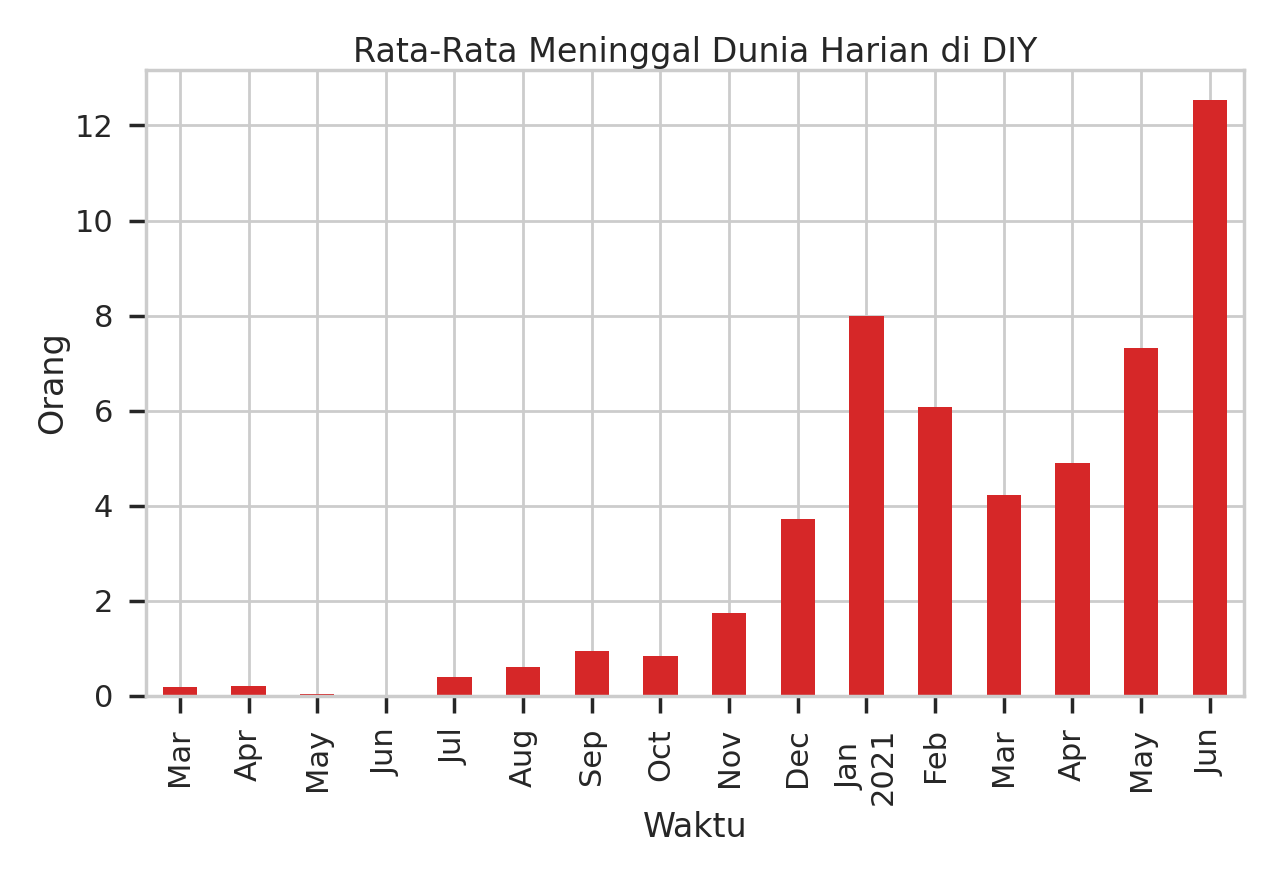 Rata-Rata Meninggal Dunia Harian di DIY
12
10
8
6
4
2
0
Orang
Mar
Apr
May
Jun
Jul
Aug
Sep
Oct
Nov
Dec
Jan
2021
Feb
Mar
Apr
May
Jun
Waktu